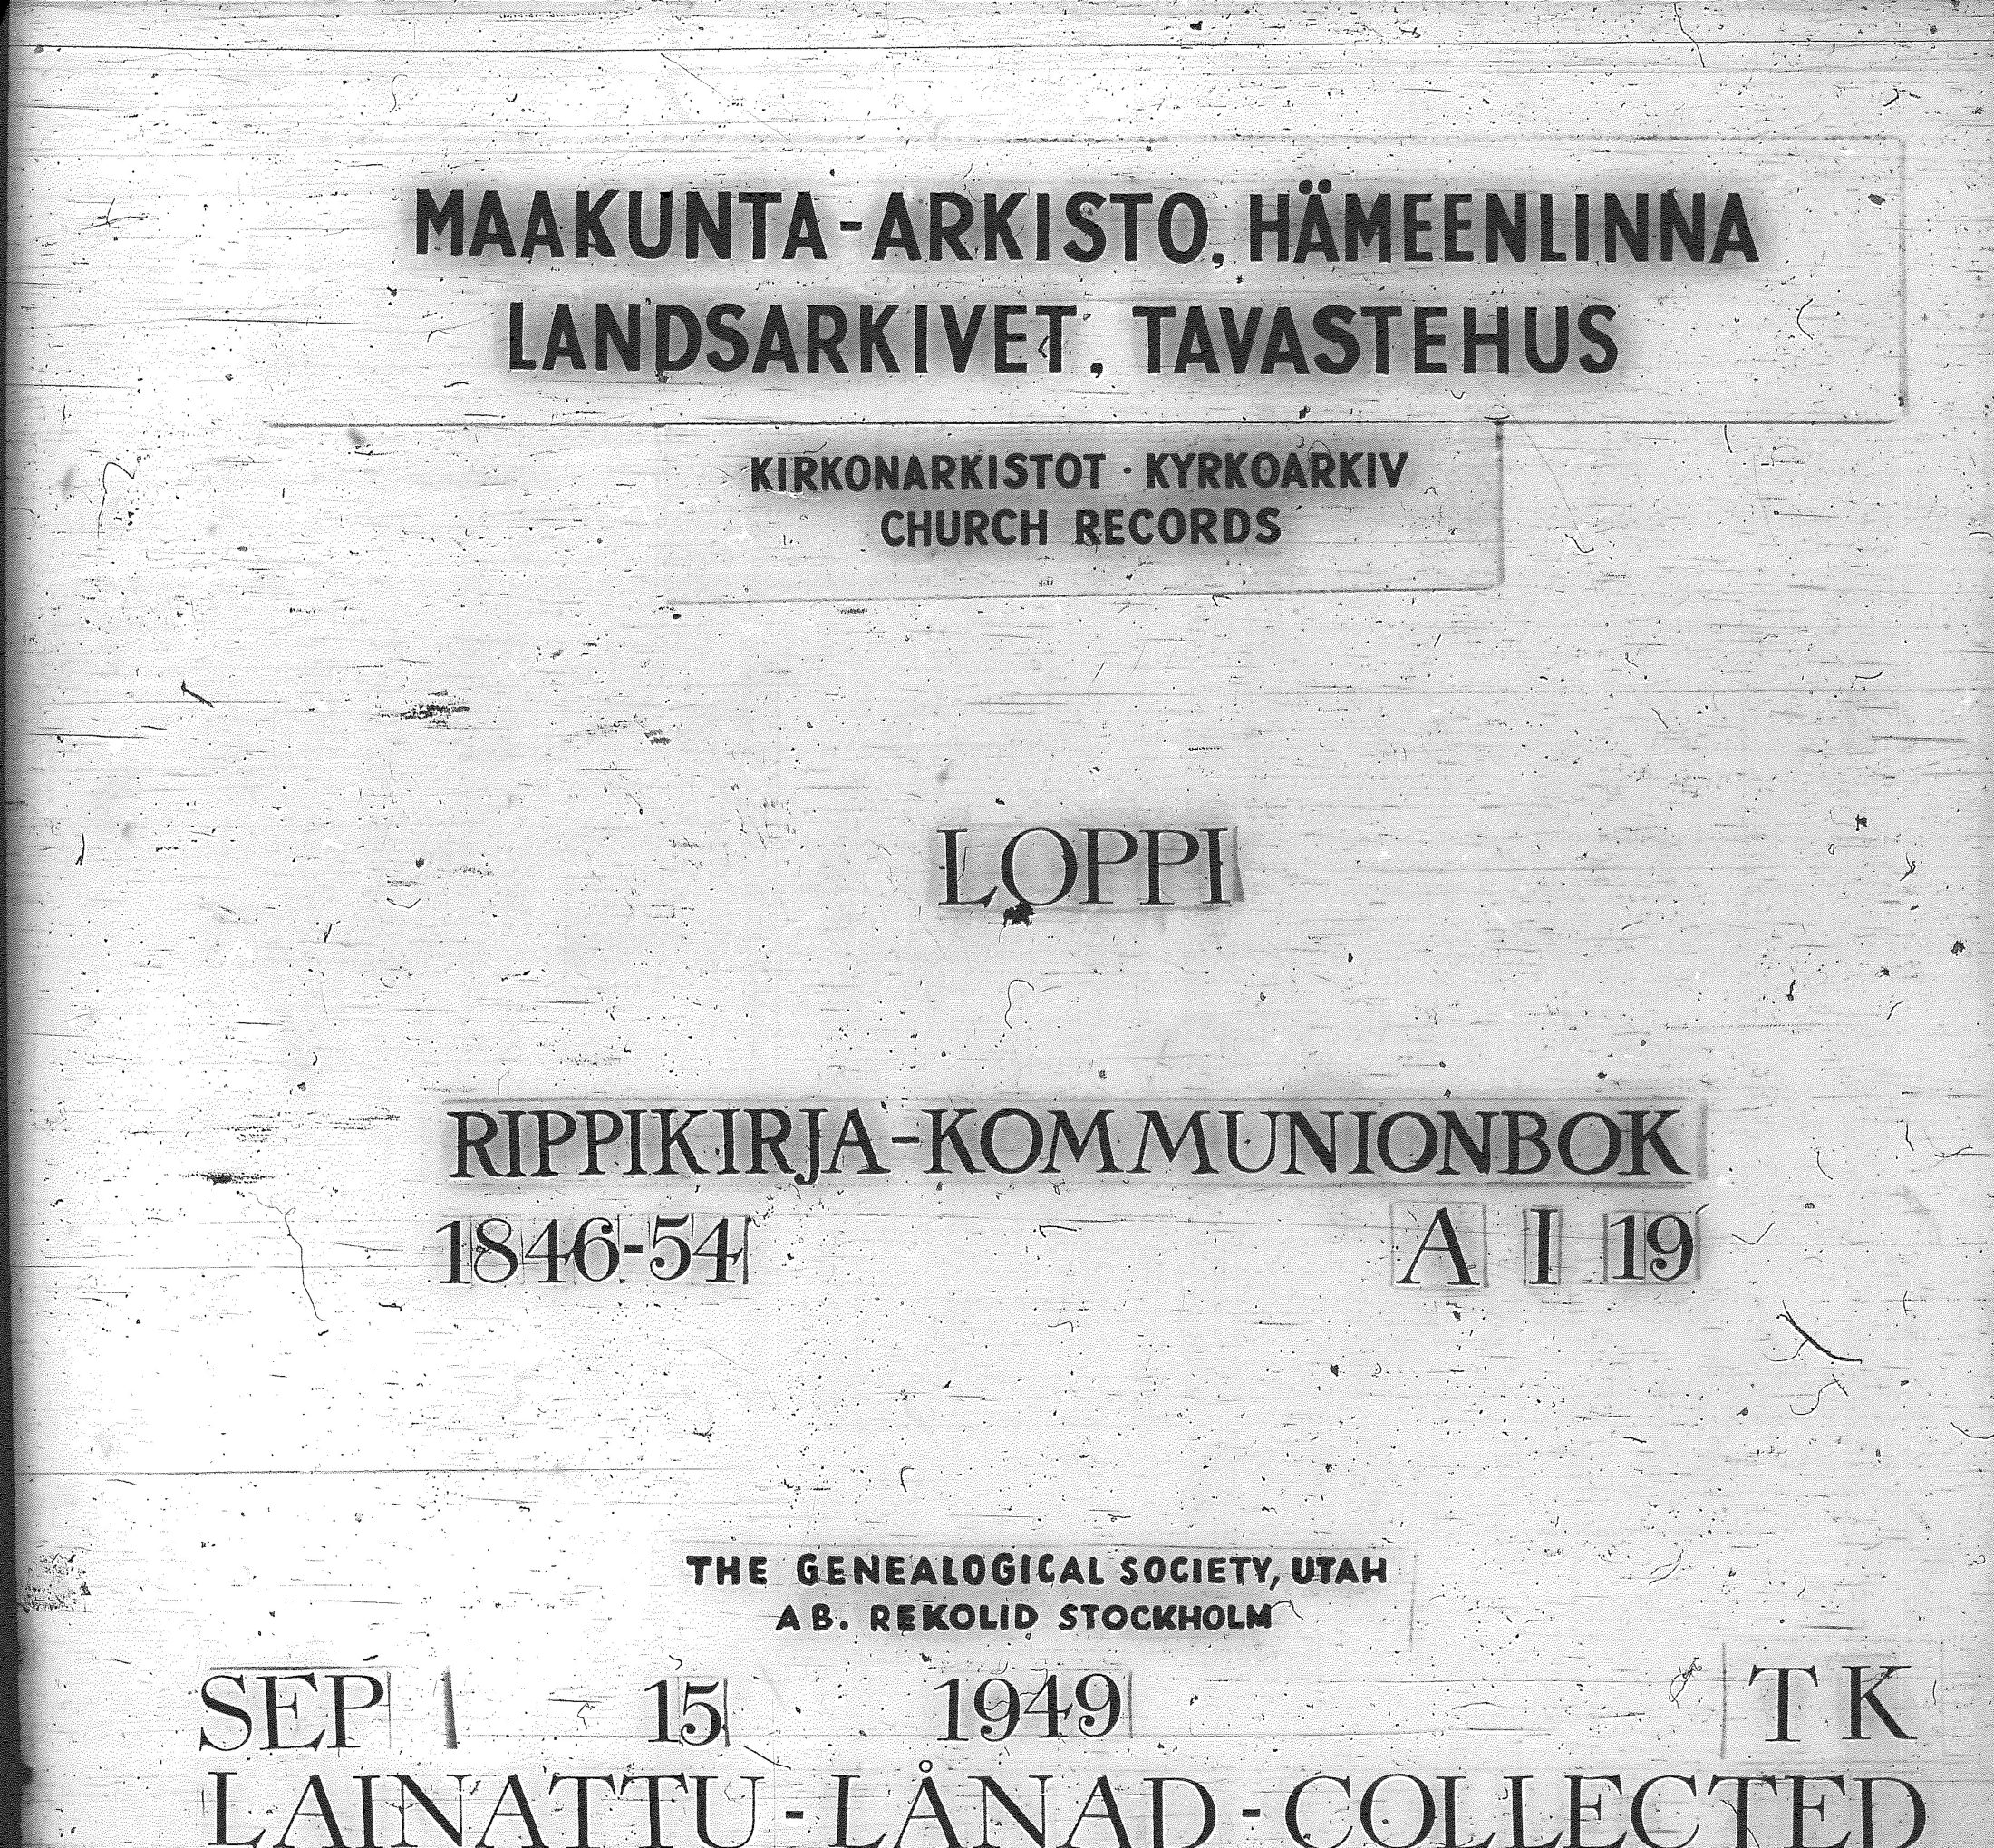 MAAKUNTA-ARKISTO, HÄMEENLINNA
LANDSARKIVET, TAVASTEHUS
KIRKONARKISTOT · KYRKOARKIV
CHURCH RECORDS
LOPPI
RIPPIKIRJA-KOMMUNIONBOK
1846-54 A I 19
THE GENEALOGICAL SOCIETY, UTAH
AB. REKOLID STOCKHOLM
SEP 15 1949 TK
LAINATTU-LÅNAD-COLLECTED